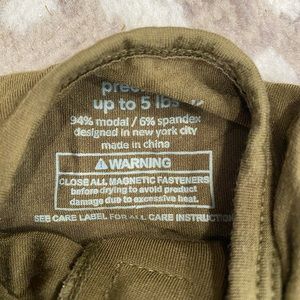 up to 5 lbs
94% modal / 6% spandex
designed in new york city
made in china
⚠WARNING
CLOSE ALL MAGNETIC FASTENERS
before drying to avoid product
damage due to excessive heat.
SEE CARE LABEL FOR ALL CARE INSTRUCTION